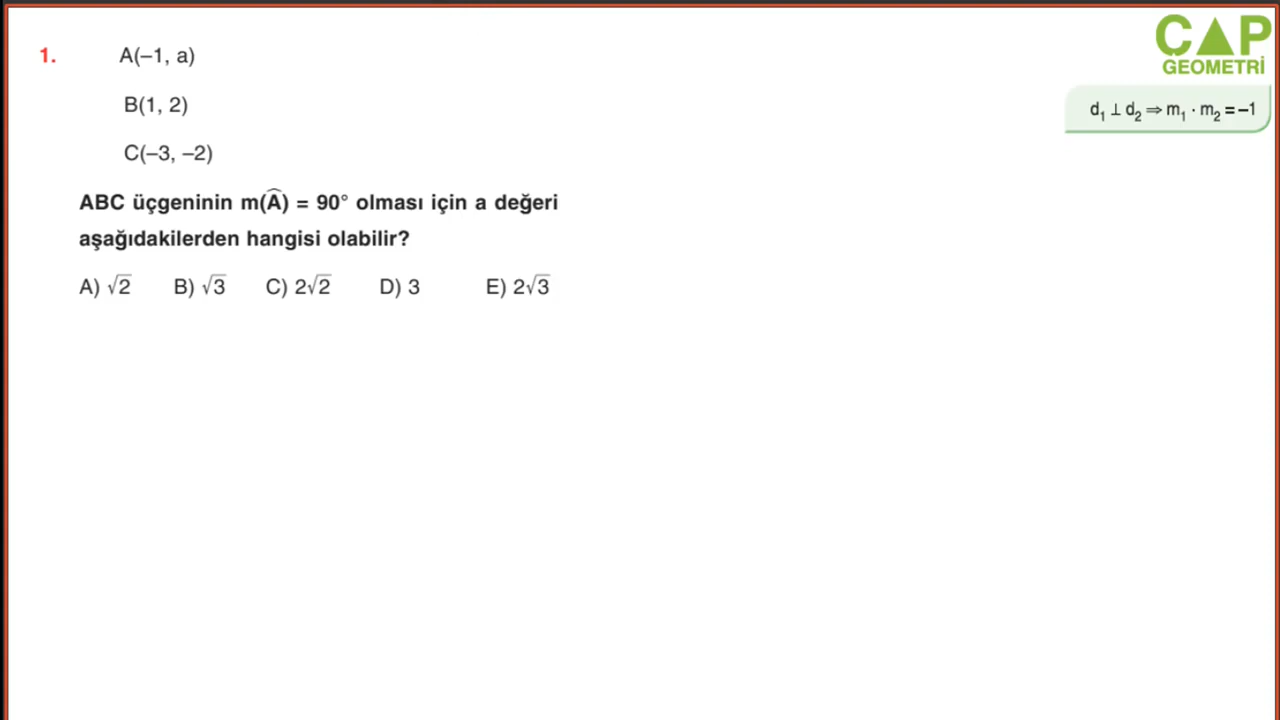 CAP
GEOMETRİ
d₁ ⊥ d₂ ⇒ m₁ · m₂ = –1
1. A(–1, a)
B(1, 2)
C(–3, –2)
ABC üçgeninin m(Â) = 90° olması için a değeri
aşağıdakilerden hangisi olabilir?
A) √2 B) √3 C) 2√2 D) 3 E) 2√3